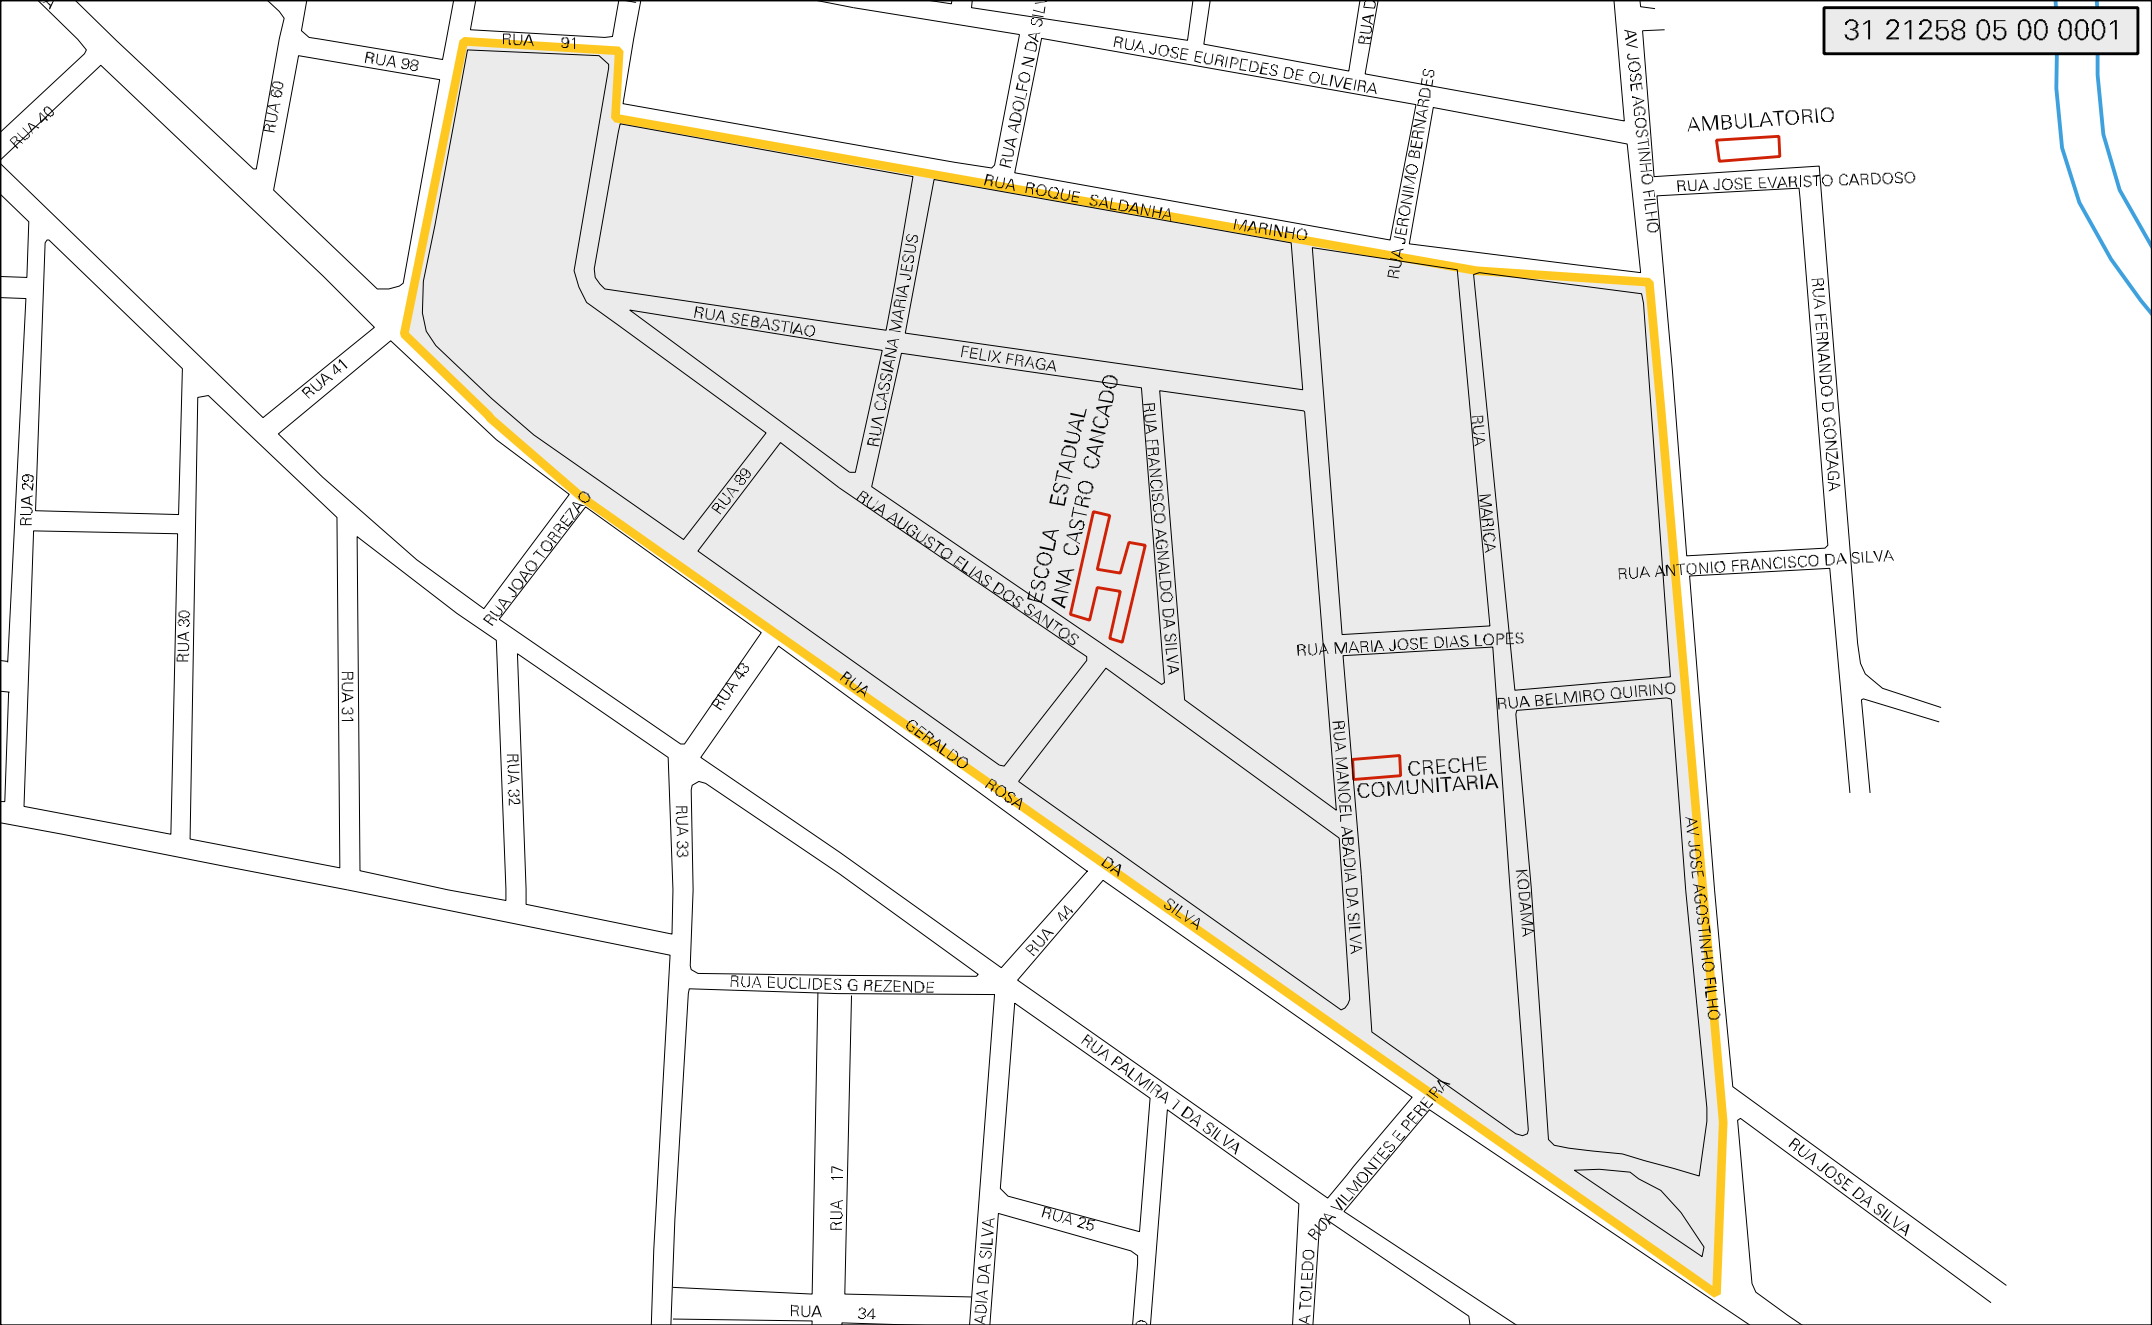 31 21258 05 00 0001
RUA 91
RUA 98
RUA 60
RUA 40
RUA JOSE EURIPEDES DE OLIVEIRA
RUA ADOLFO N DA SIL
RUA D
AV JOSE AGOSTINHO FILHO
AMBULATORIO
RUA JOSE EVARISTO CARDOSO
RUA JERONIMO BERNARDES
RUA ROQUE SALDANHA MARINHO
RUA CASSIANA MARIA JESUS
RUA SEBASTIAO FELIX FRAGA
RUA FERNANDO D GONZAGA
RUA 41
RUA 29
RUA 89
RUA JOAO TORREZAO
RUA AUGUSTO ELIAS DOS SANTOS
ESCOLA ESTADUAL
ANA CASTRO CANCADO
RUA FRANCISCO AGNALDO DA SILVA
RUA MARICA KODAMA
RUA ANTONIO FRANCISCO DA SILVA
RUA MARIA JOSE DIAS LOPES
RUA BELMIRO QUIRINO
RUA 30
RUA 31
RUA 32
RUA 33
RUA 43
RUA GERALDO ROSA DA SILVA
RUA MANOEL ABADIA DA SILVA
CRECHE
COMUNITARIA
AV JOSE AGOSTINHO FILHO
RUA 44
RUA EUCLIDES G REZENDE
RUA PALMIRA T DA SILVA
RUA VILMONTES E PEREIRA
RUA JOSE DA SILVA
RUA 17
RUA 25
ADIA DA SILVA
A TOLEDO
RUA 34